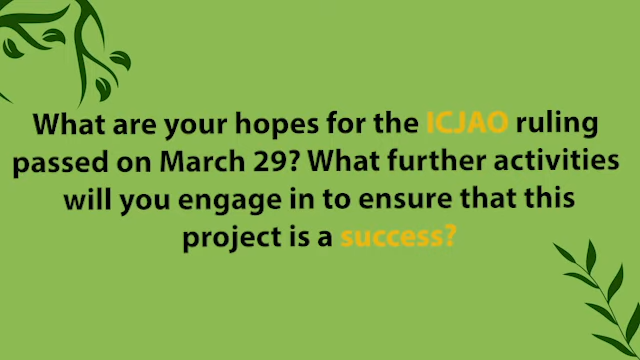 What are your hopes for the ICJAO ruling
passed on March 29? What further activities
will you engage in to ensure that this
project is a success?